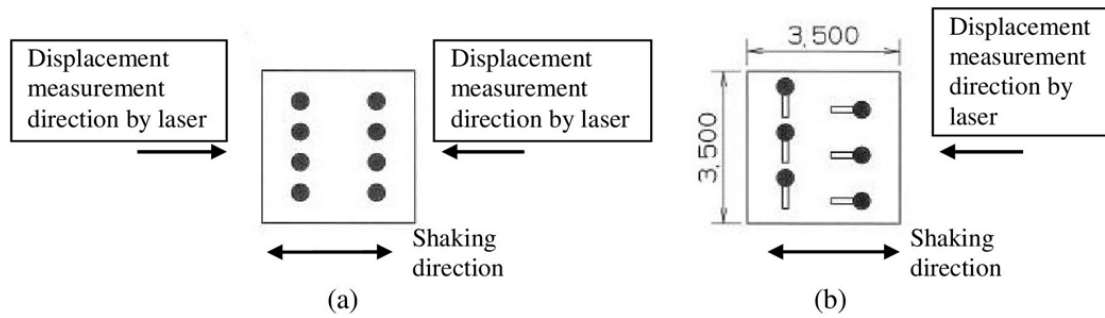 Displacement
measurement
direction by laser
Displacement
measurement
direction by laser
Shaking
direction
(a)
3,500
3,500
Displacement
measurement
direction by
laser
Shaking
direction
(b)